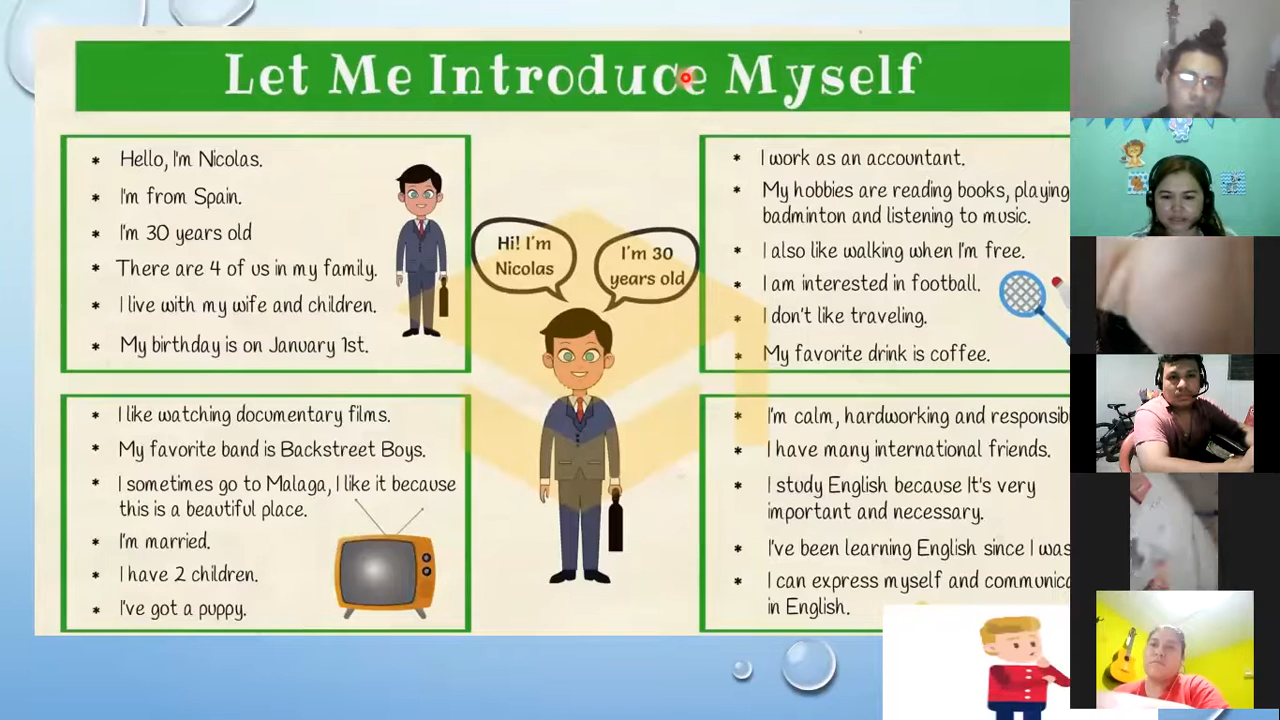 Let Me Introduce Myself
* Hello, I'm Nicolas.
* I'm from Spain.
* I'm 30 years old
* There are 4 of us in my family.
* I live with my wife and children.
* My birthday is on January 1st.
Hi! I'm
Nicolas
I'm 30
years old
* I work as an accountant.
* My hobbies are reading books, playing
badminton and listening to music.
* I also like walking when I'm free.
* I am interested in football.
* I don't like traveling.
* My favorite drink is coffee.
* I like watching documentary films.
* My favorite band is Backstreet Boys.
* I sometimes go to Malaga, I like it because
this is a beautiful place.
* I'm married.
* I have 2 children.
* I've got a puppy.
* I'm calm, hardworking and
* I have many international friends.
* I study English because It's very
important and necessary.
* I've been learning English since I was
* I can express myself and
in English.